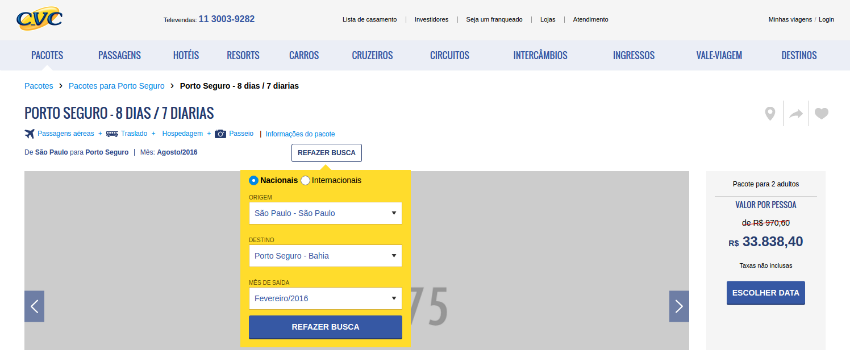 CVC
Televendas: 11 3003-9282
Lista de casamento | Investidores | Seja um franqueado | Lojas | Atendimento
Minhas viagens / Login
PACOTES PASSAGENS HOTÉIS RESORTS CARROS CRUZEIROS CIRCUITOS INTERCÂMBIOS INGRESSOS VALE-VIAGEM DESTINOS
Pacotes > Pacotes para Porto Seguro > Porto Seguro - 8 dias / 7 diarias
PORTO SEGURO - 8 DIAS / 7 DIARIAS
Passagens aéreas + Traslado + Hospedagem + Passeio | Informações do pacote
De São Paulo para Porto Seguro | Mês: Agosto/2016
REFAZER BUSCA
Nacionais Internacionais
ORIGEM
São Paulo - São Paulo
DESTINO
Porto Seguro - Bahia
MÊS DE SAÍDA
Fevereiro/2016
REFAZER BUSCA
75
Pacote para 2 adultos
VALOR POR PESSOA
de R$ 970,60
R$ 33.838,40
Taxas não inclusas
ESCOLHER DATA